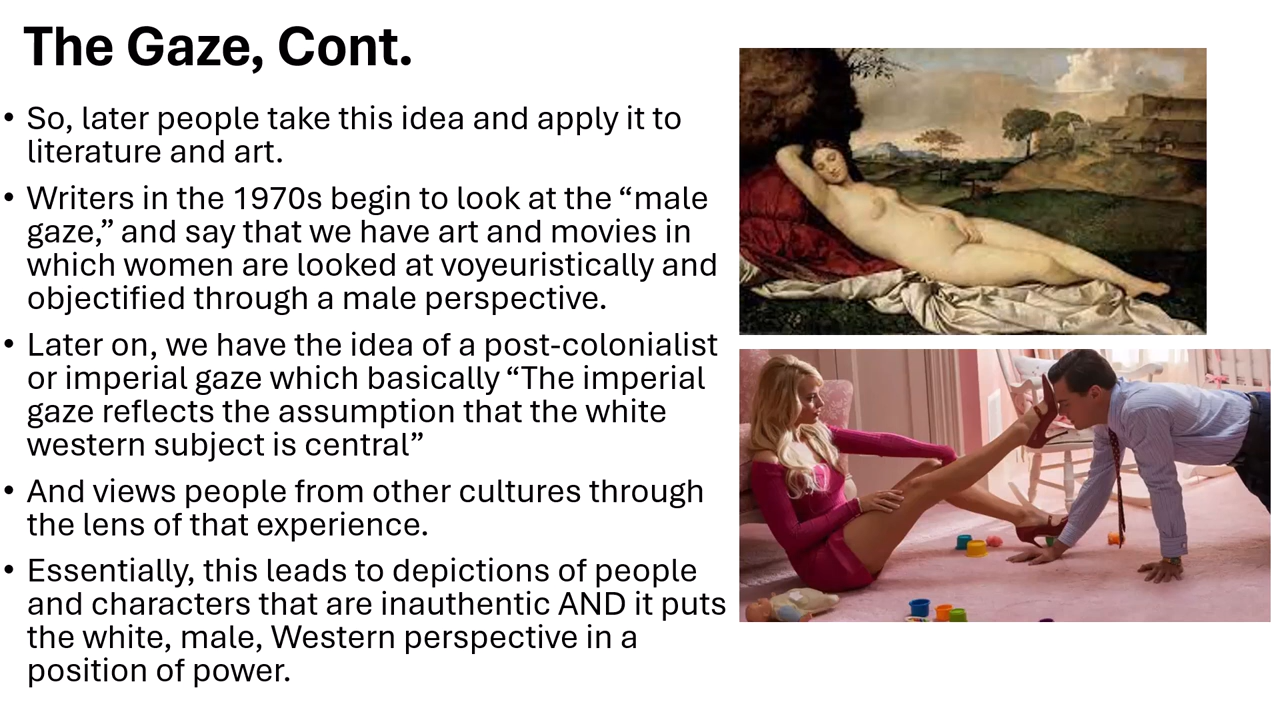 The Gaze, Cont.
• So, later people take this idea and apply it to
literature and art.
• Writers in the 1970s begin to look at the “male
gaze,” and say that we have art and movies in
which women are looked at voyeuristically and
objectified through a male perspective.
• Later on, we have the idea of a post-colonialist
or imperial gaze which basically “The imperial
gaze reflects the assumption that the white
western subject is central”
• And views people from other cultures through
the lens of that experience.
• Essentially, this leads to depictions of people
and characters that are inauthentic AND it puts
the white, male, Western perspective in a
position of power.